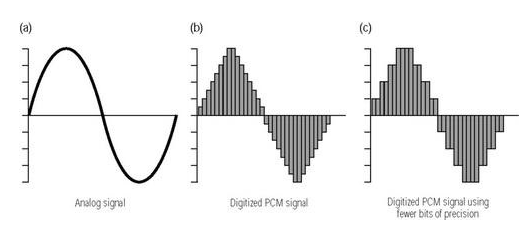 (a)
(b)
(c)
Analog signal
Digitized PCM signal
Digitized PCM signal using
fewer bits of precision